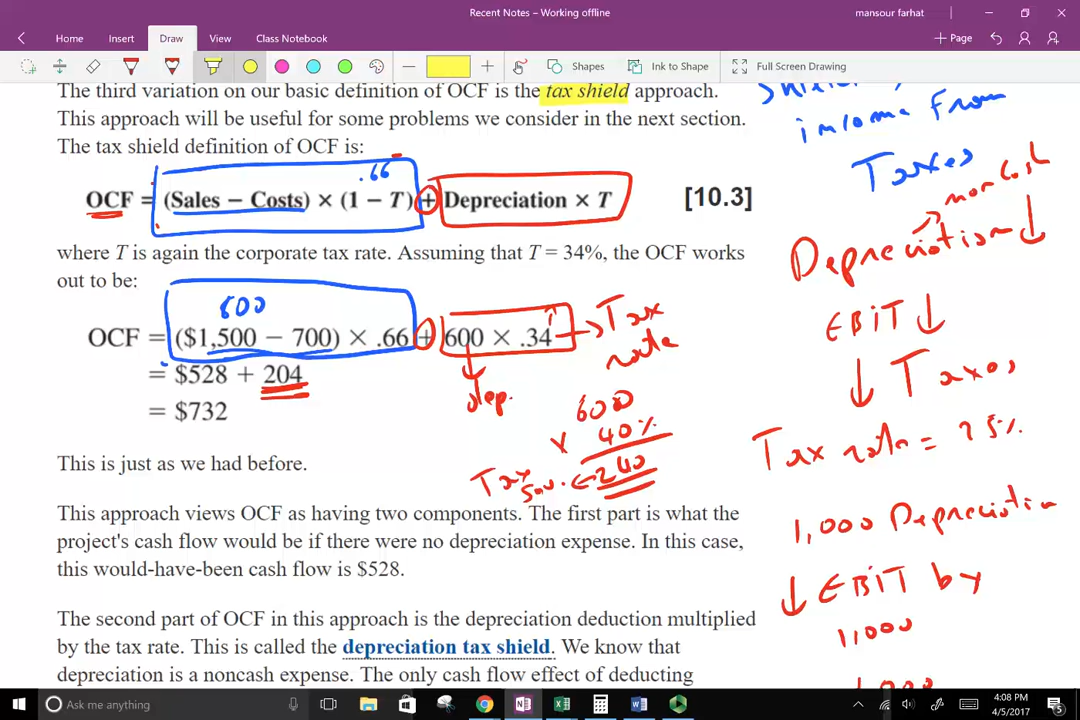 Recent Notes - Working offline
mansour farhat
Home
Insert
Draw
View
Class Notebook
Page
Shapes
Ink to Shape
Full Screen Drawing
The third variation on our basic definition of OCF is the tax shield approach.
This approach will be useful for some problems we consider in the next section.
The tax shield definition of OCF is:
.66
OCF = (Sales − Costs) × (1 − T) + Depreciation × T
[10.3]
where T is again the corporate tax rate. Assuming that T = 34%, the OCF works
out to be:
800
OCF = ($1,500 − 700) × .66 + 600 × .34
= $528 + 204
= $732
Tax
rate
dep.
600
× 40%
240
Tax
sav.
This is just as we had before.
This approach views OCF as having two components. The first part is what the
project's cash flow would be if there were no depreciation expense. In this case,
this would-have-been cash flow is $528.
The second part of OCF in this approach is the depreciation deduction multiplied
by the tax rate. This is called the depreciation tax shield. We know that
depreciation is a noncash expense. The only cash flow effect of deducting
income from
Taxes
non cash
Depreciation ↓
EBIT ↓
↓ Taxes
Tax rate = 25%
1,000 Depreciation
↓ EBIT by
1,000
Ask me anything
4:08 PM
4/5/2017
5